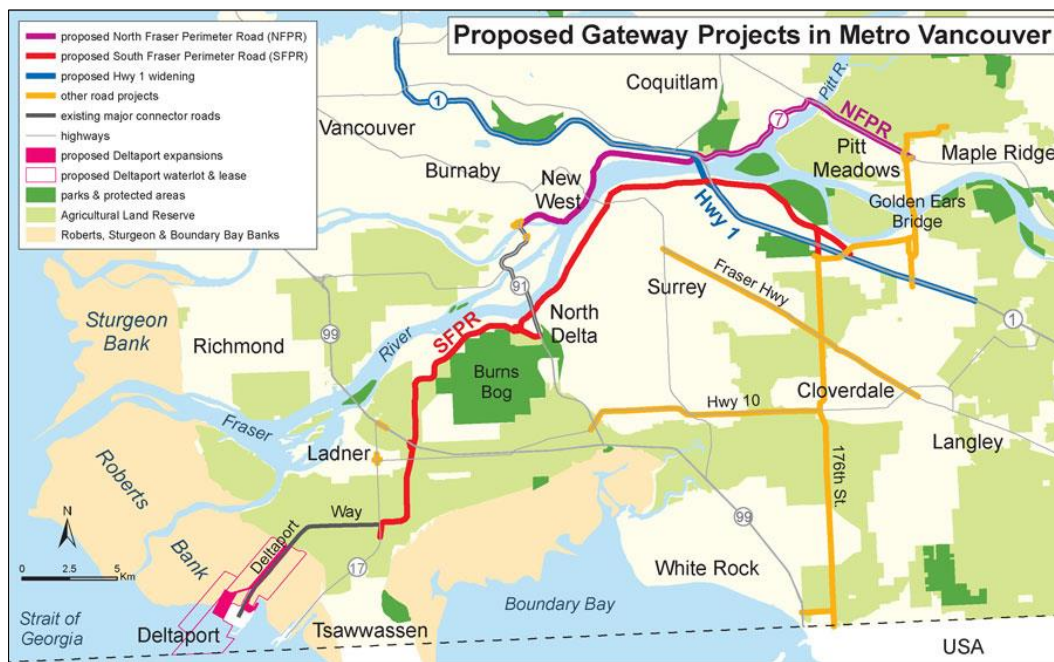 Proposed Gateway Projects in Metro Vancouver
proposed North Fraser Perimeter Road (NFPR)
proposed South Fraser Perimeter Road (SFPR)
proposed Hwy 1 widening
other road projects
existing major connector roads
highways
proposed Deltaport expansions
proposed Deltaport waterlot & lease
parks & protected areas
Agricultural Land Reserve
Roberts, Sturgeon & Boundary Bay Banks
1
Vancouver
Burnaby
New
West
Coquitlam
Pitt R.
7
NFPR
Pitt
Meadows
Maple Ridge
Golden Ears
Bridge
Hwy 1
Fraser Hwy
Surrey
1
91
North
Delta
SFPR
River
99
Richmond
Sturgeon
Bank
Burns
Bog
Cloverdale
Hwy 10
Langley
Fraser
Ladner
176th St.
Roberts
Bank
Way
Deltaport
99
17
White Rock
N
0 2.5 5
Km
Boundary Bay
Strait of
Georgia
Deltaport
Tsawwassen
USA